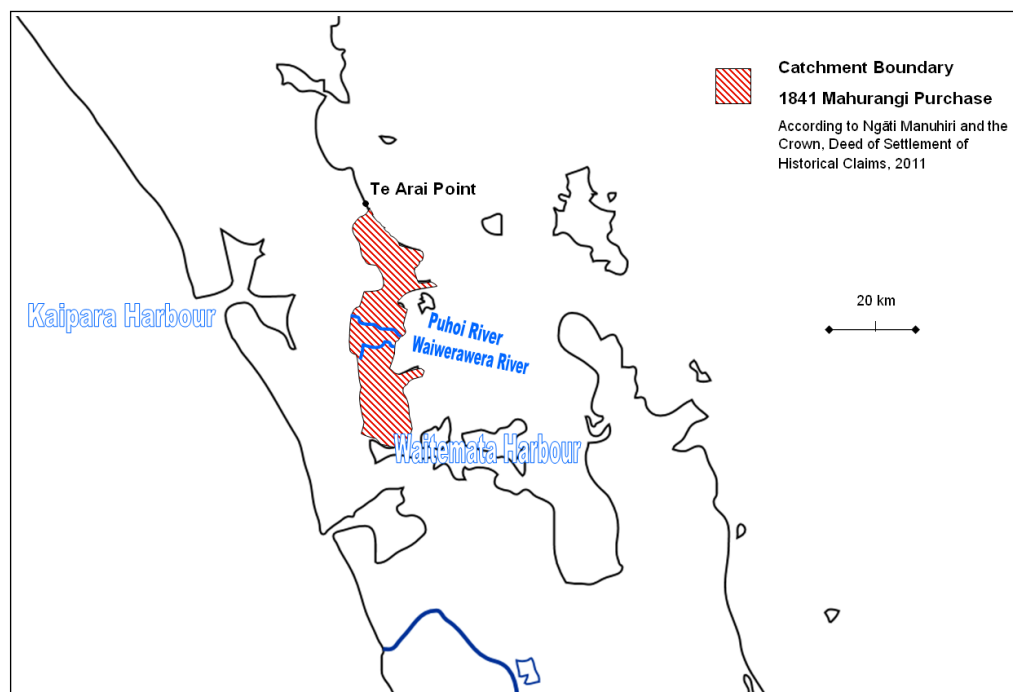 Catchment Boundary
1841 Mahurangi Purchase
According to Ngāti Manuhiri and the
Crown, Deed of Settlement of
Historical Claims, 2011
Te Arai Point
20 km
Kaipara Harbour
Puhoi River
Waiwerawera River
Waitemata Harbour